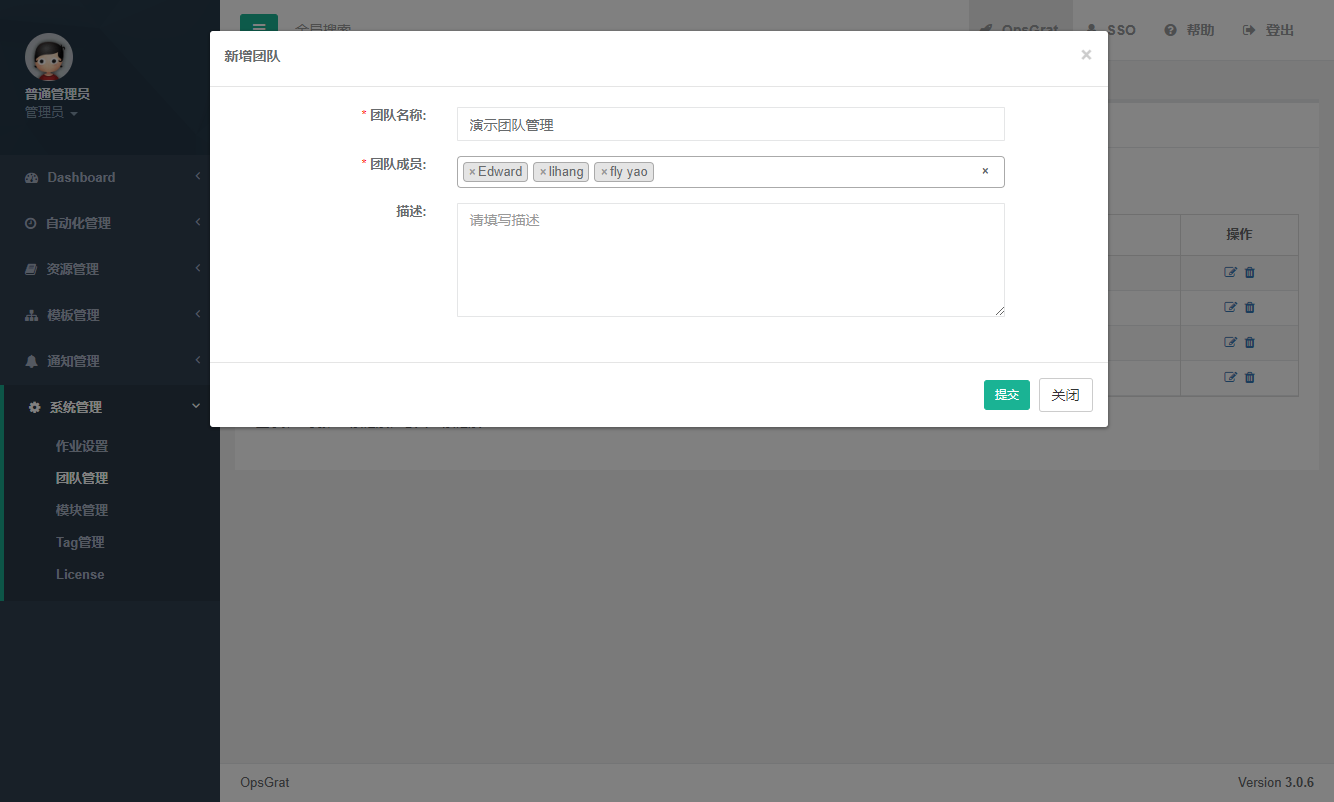 普通管理员
管理员
Dashboard
自动化管理
资源管理
模板管理
通知管理
系统管理
作业设置
团队管理
模块管理
Tag管理
License
全局搜索
OpsGrat
SSO
帮助
登出
新增团队
×
* 团队名称:
演示团队管理
* 团队成员:
×Edward ×lihang ×fly yao ×
描述:
请填写描述
提交 关闭
操作
OpsGrat
Version 3.0.6